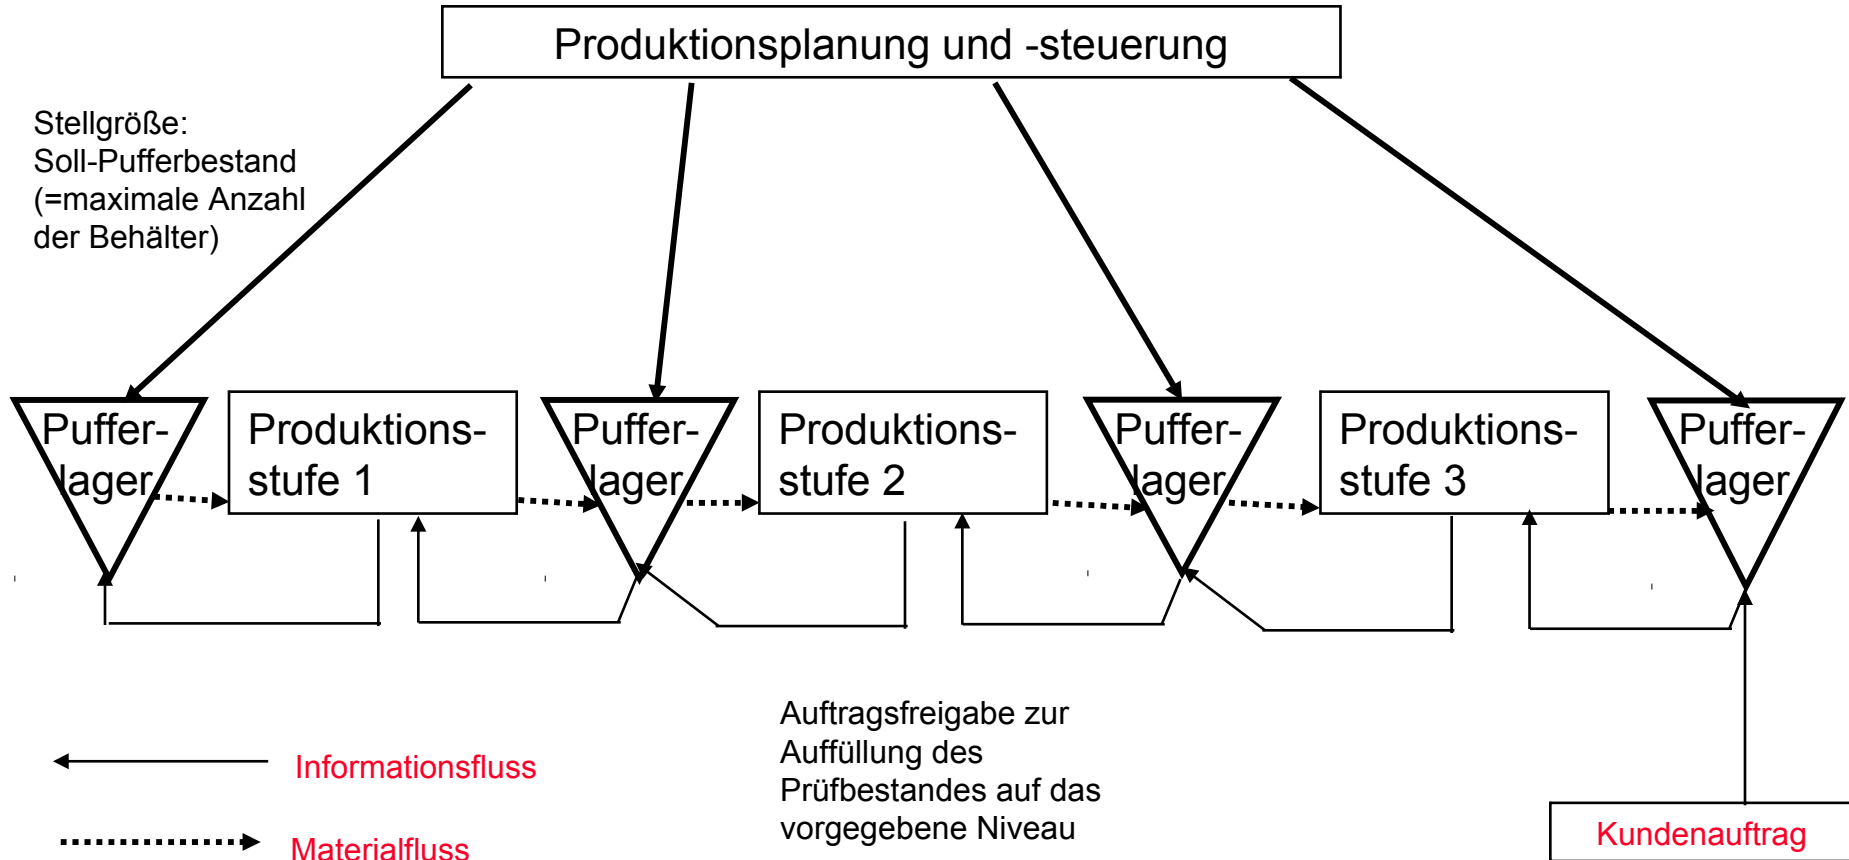 Produktionsplanung und -steuerung
Stellgröße:
Soll-Pufferbestand
(=maximale Anzahl
der Behälter)
Puffer-
lager
Produktions-
stufe 1
Puffer-
lager
Produktions-
stufe 2
Puffer-
lager
Produktions-
stufe 3
Puffer-
lager
Informationsfluss
Materialfluss
Auftragsfreigabe zur
Auffüllung des
Prüfbestandes auf das
vorgegebene Niveau
Kundenauftrag